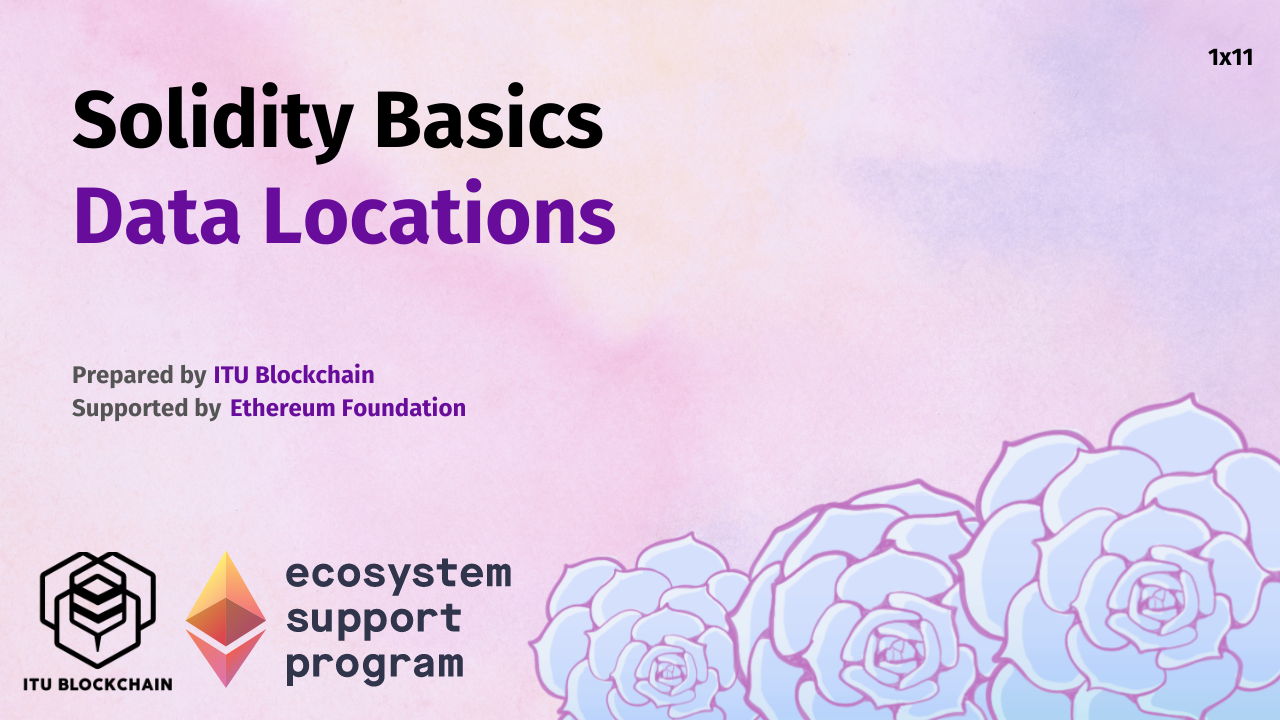 1x11
Solidity Basics
Data Locations
Prepared by ITU Blockchain
Supported by Ethereum Foundation
ITU BLOCKCHAIN
ecosystem
support
program